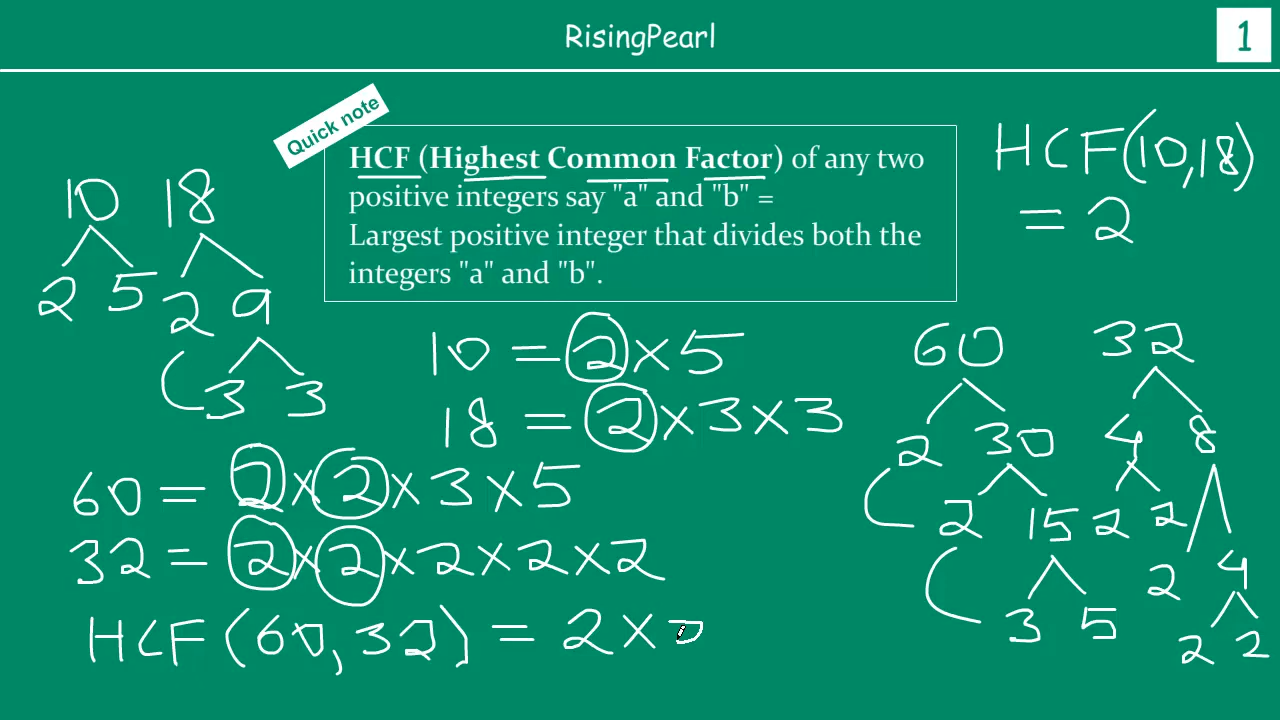 RisingPearl
1
Quick note
HCF (Highest Common Factor) of any two
positive integers say "a" and "b" =
Largest positive integer that divides both the
integers "a" and "b".
HCF(10,18)
= 2
10 18
2 5 2 9
3 3
10 = 2 × 5
18 = 2 × 3 × 3
60 32
2 30 4 8
2 15 2 2
2 4
3 5 2 2
60 = 2 × 2 × 3 × 5
32 = 2 × 2 × 2 × 2 × 2
HCF(60,32) = 2 ×